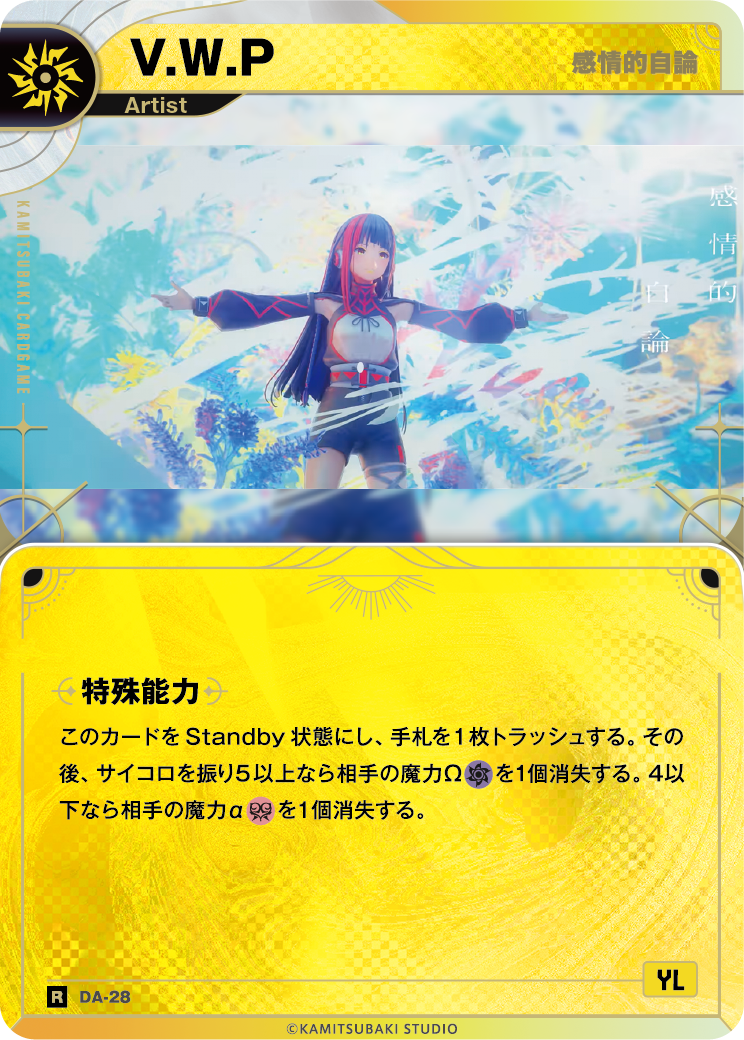 V.W.P
感情的自論
Artist
KAMITSUBAKI CARDGAME
感情的
自論
特殊能力
このカードをStandby状態にし、手札を1枚トラッシュする。その
後、サイコロを振り5以上なら相手の魔力Ωを1個消失する。4以
下なら相手の魔力αを1個消失する。
YL
R DA-28
©KAMITSUBAKI STUDIO